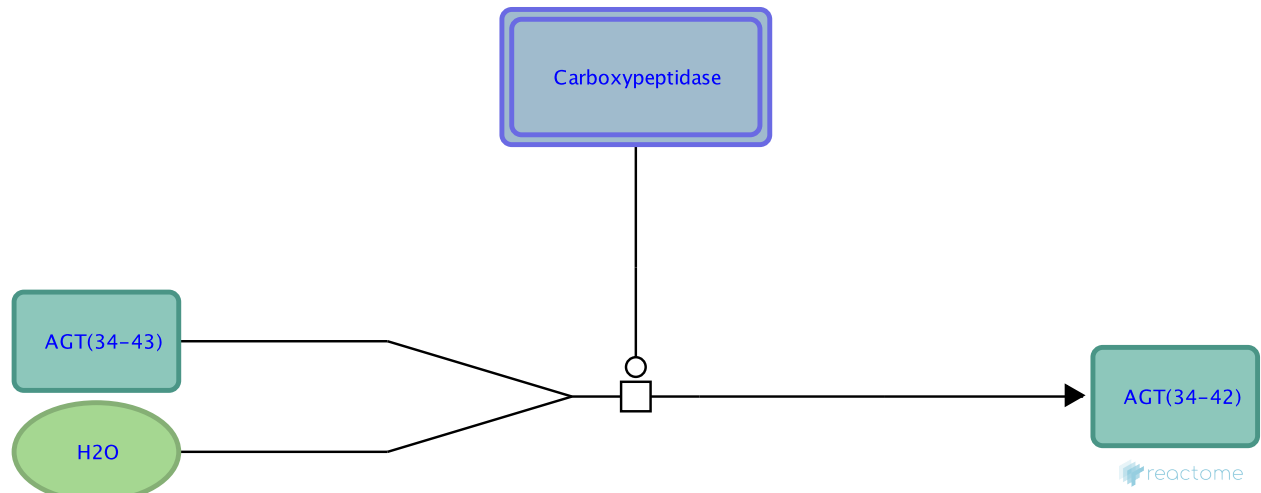 Carboxypeptidase
AGT(34-43)
H2O
AGT(34-42)
reactome